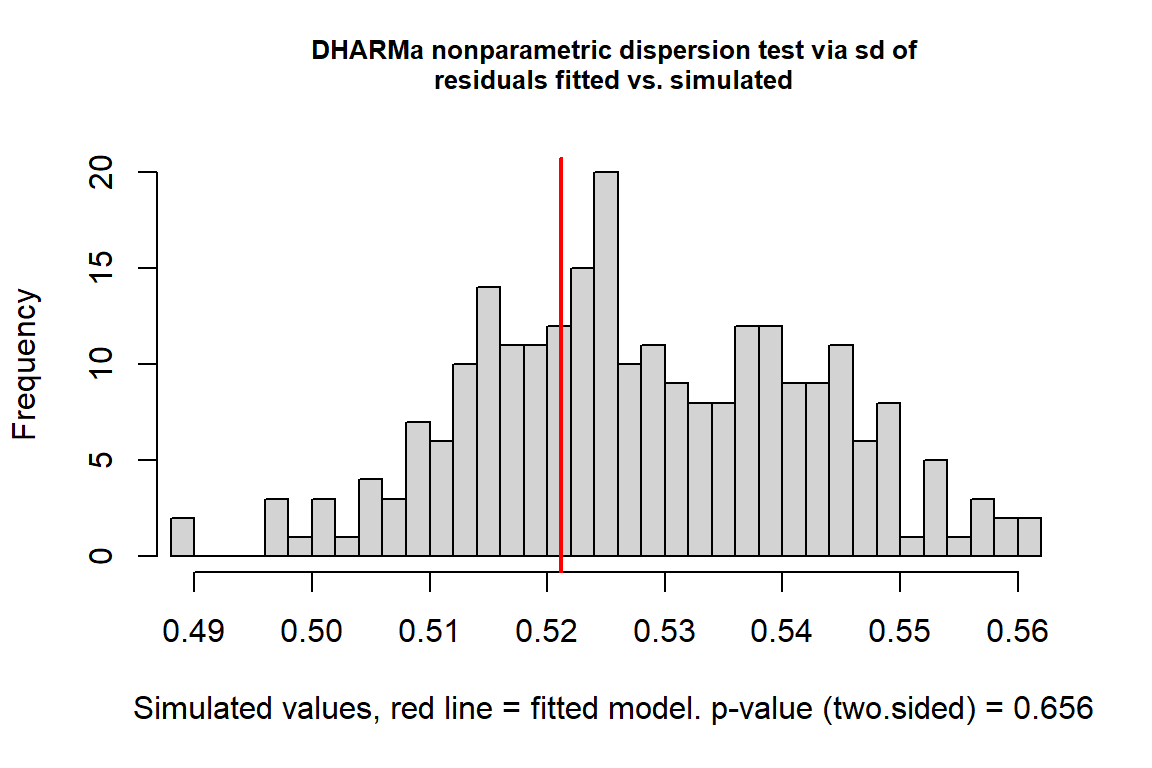 DHARMa nonparametric dispersion test via sd of
residuals fitted vs. simulated
Frequency
20
15
10
5
0
0.49 0.50 0.51 0.52 0.53 0.54 0.55 0.56
Simulated values, red line = fitted model. p-value (two.sided) = 0.656